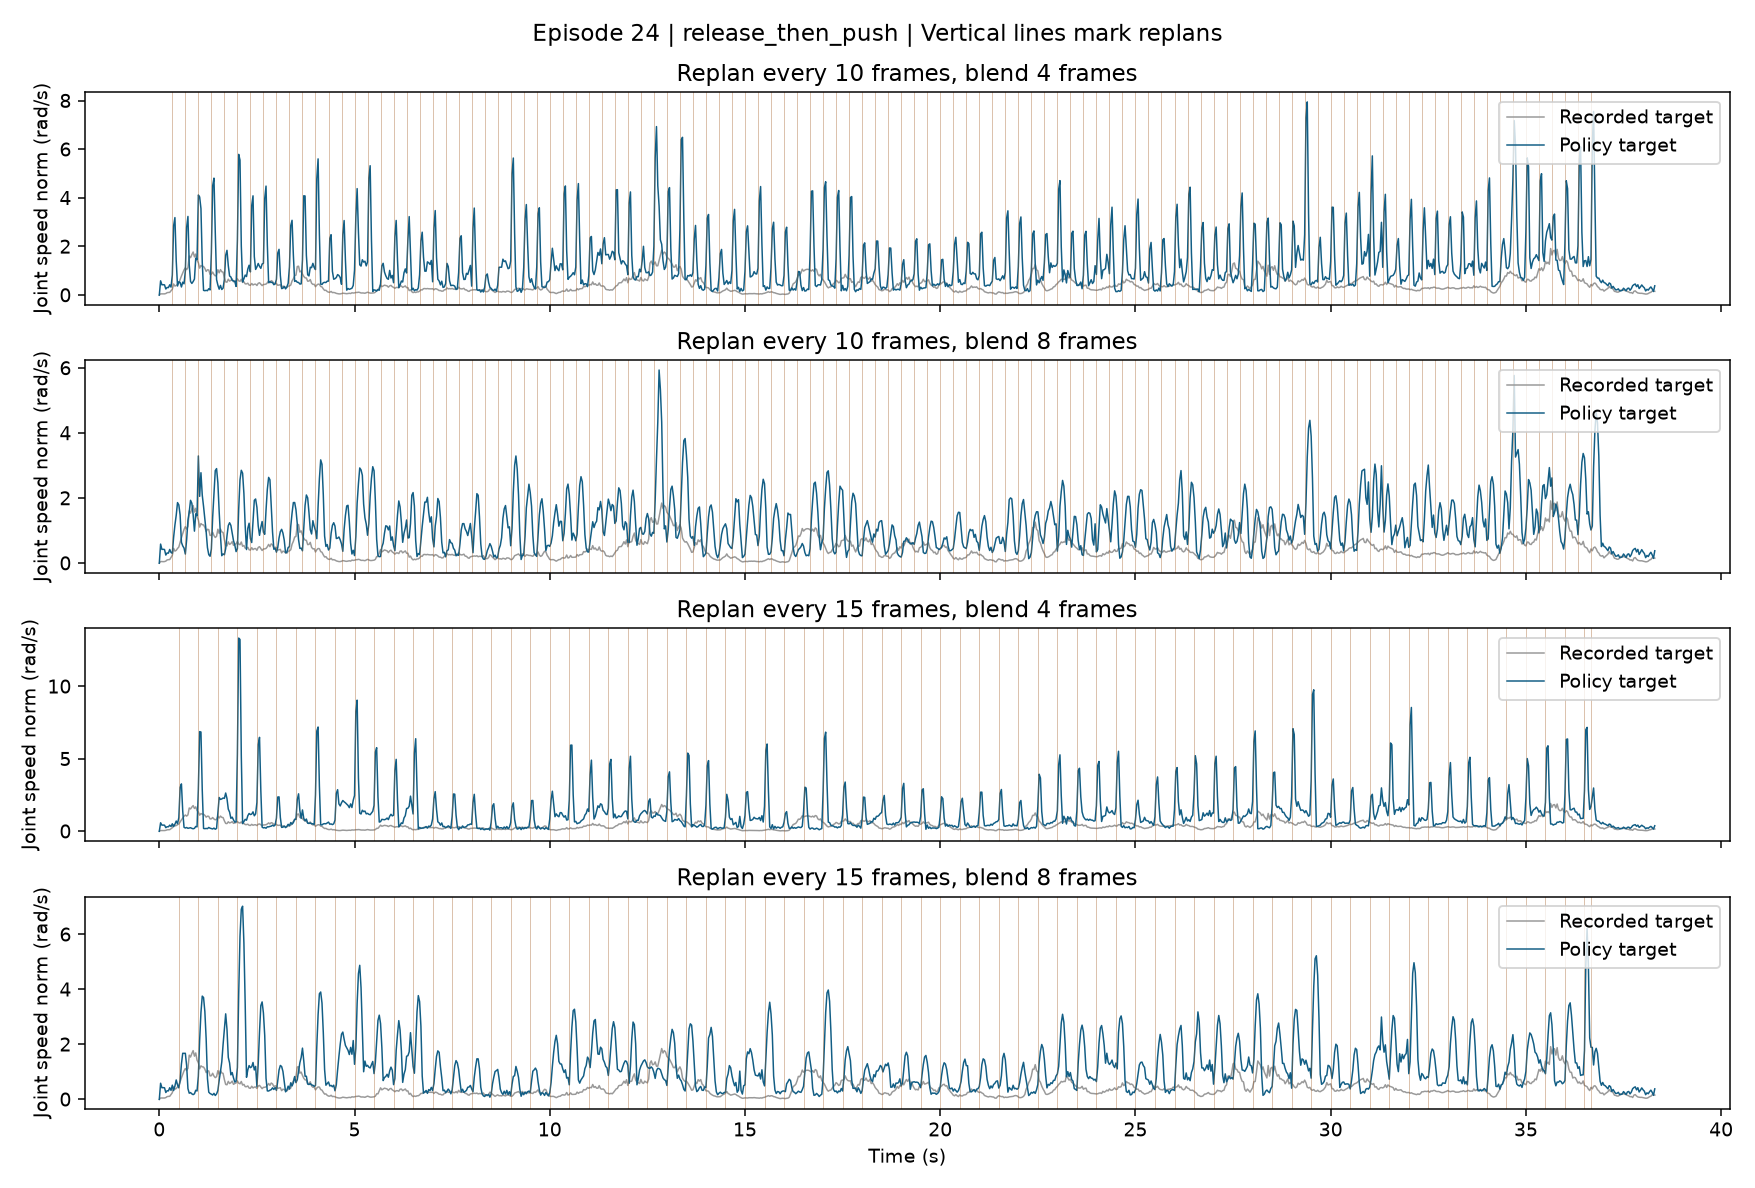 Episode 24 | release_then_push | Vertical lines mark replans
Replan every 10 frames, blend 4 frames
Joint speed norm (rad/s)
8
6
4
2
0
Recorded target
Policy target
Replan every 10 frames, blend 8 frames
Joint speed norm (rad/s)
6
4
2
0
Recorded target
Policy target
Replan every 15 frames, blend 4 frames
Joint speed norm (rad/s)
10
5
0
Recorded target
Policy target
Replan every 15 frames, blend 8 frames
Joint speed norm (rad/s)
6
4
2
0
Recorded target
Policy target
0 5 10 15 20 25 30 35 40
Time (s)